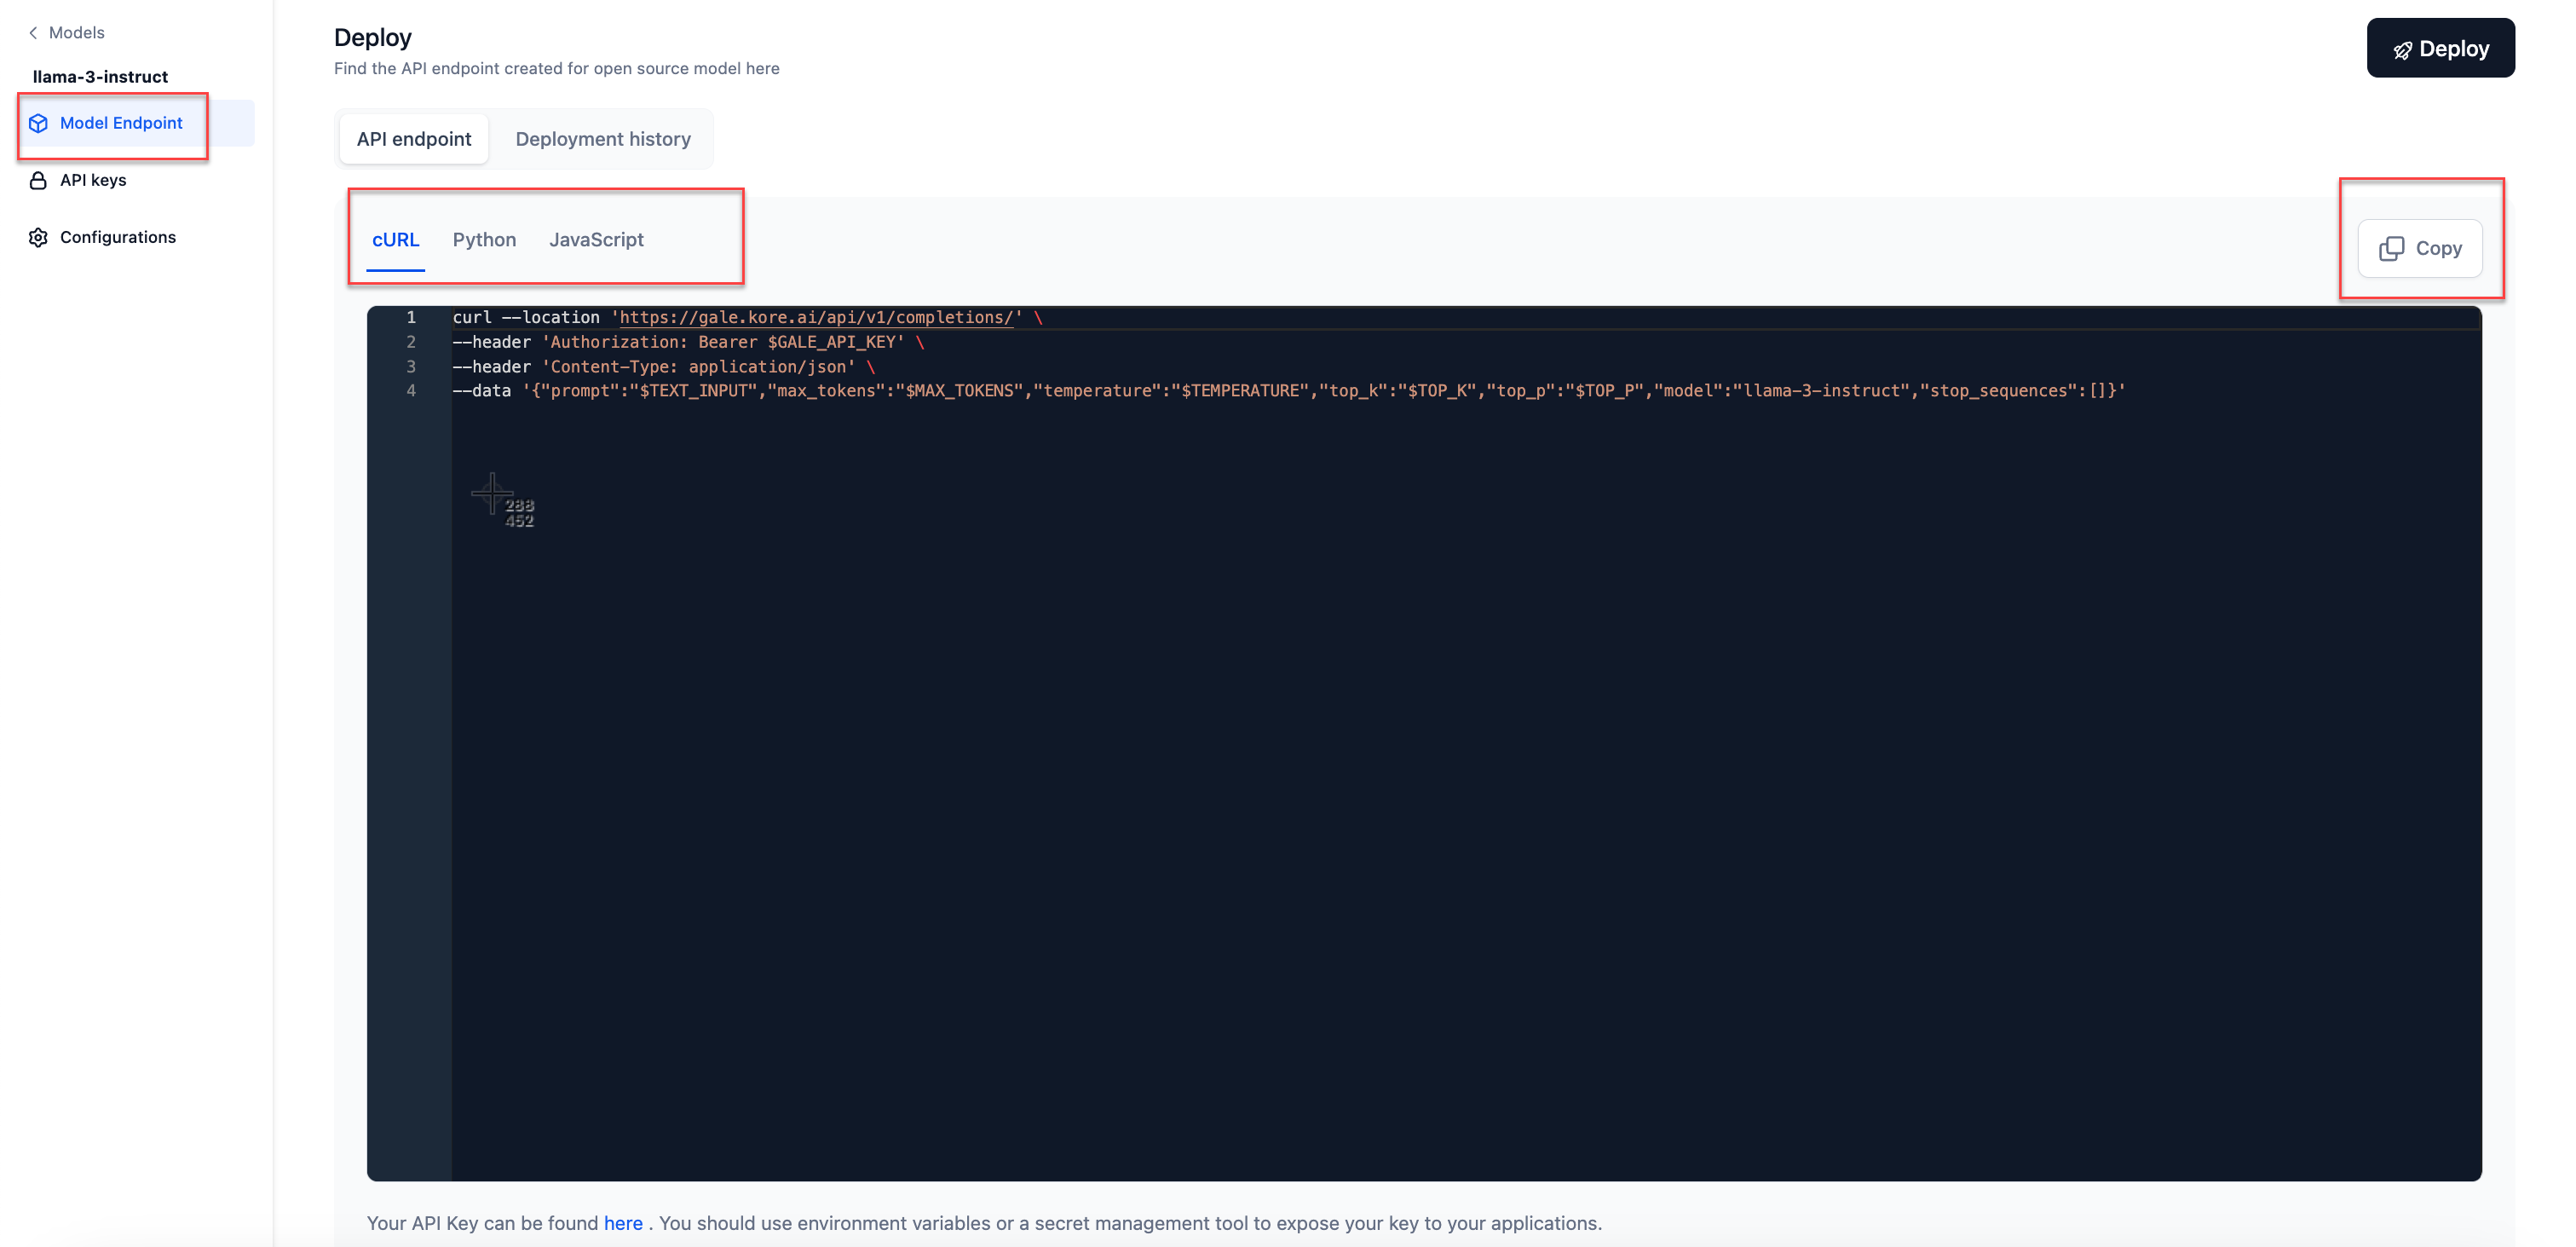 Models
llama-3-instruct
Model Endpoint
API keys
Configurations
Deploy
Find the API endpoint created for open source model here
Deploy
API endpoint
Deployment history
cURL Python JavaScript
Copy
1 curl --location 'https://gale.kore.ai/api/v1/completions/' \
2 --header 'Authorization: Bearer $GALE_API_KEY' \
3 --header 'Content-Type: application/json' \
4 --data '{"prompt":"$TEXT_INPUT","max_tokens":"$MAX_TOKENS","temperature":"$TEMPERATURE","top_k":"$TOP_K","top_p":"$TOP_P","model":"llama-3-instruct","stop_sequences":[]}'
288
452
Your API Key can be found here . You should use environment variables or a secret management tool to expose your key to your applications.